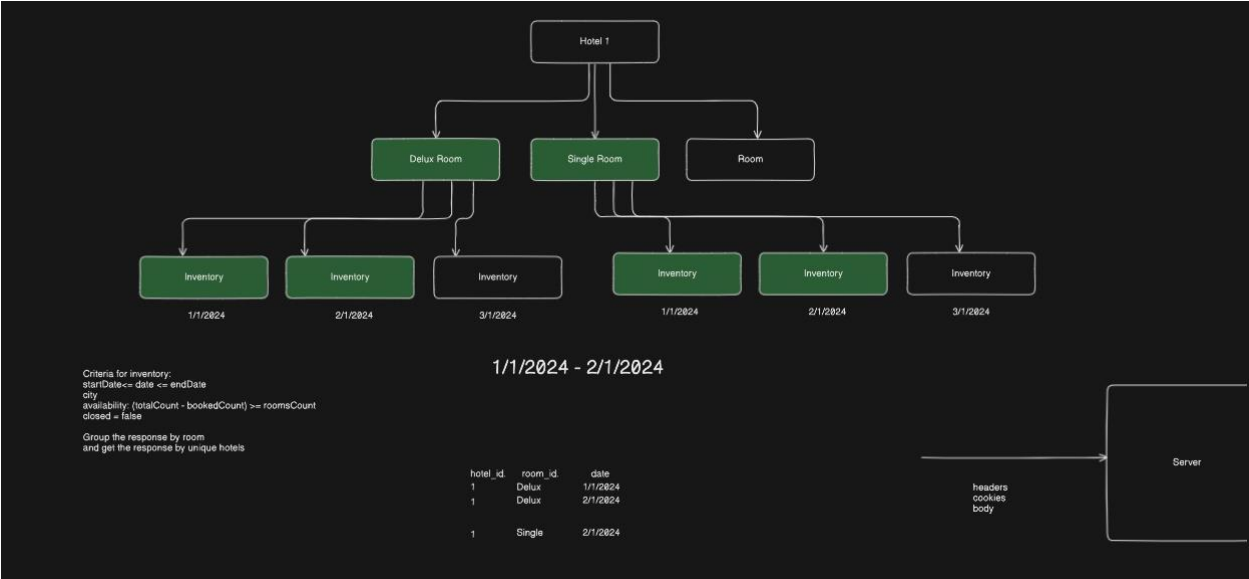 Hotel 1
Delux Room
Single Room
Room
Inventory
Inventory
Inventory
Inventory
Inventory
Inventory
1/1/2024
2/1/2024
3/1/2024
1/1/2024
2/1/2024
3/1/2024
1/1/2024 - 2/1/2024
Criteria for inventory:
startDate<= date <= endDate
city
availability: (totalCount - bookedCount) >= roomsCount
closed = false
Group the response by room
and get the response by unique hotels
hotel_id. room_id. date
1 Delux 1/1/2024
1 Delux 2/1/2024
1 Single 2/1/2024
headers
cookies
body
Server